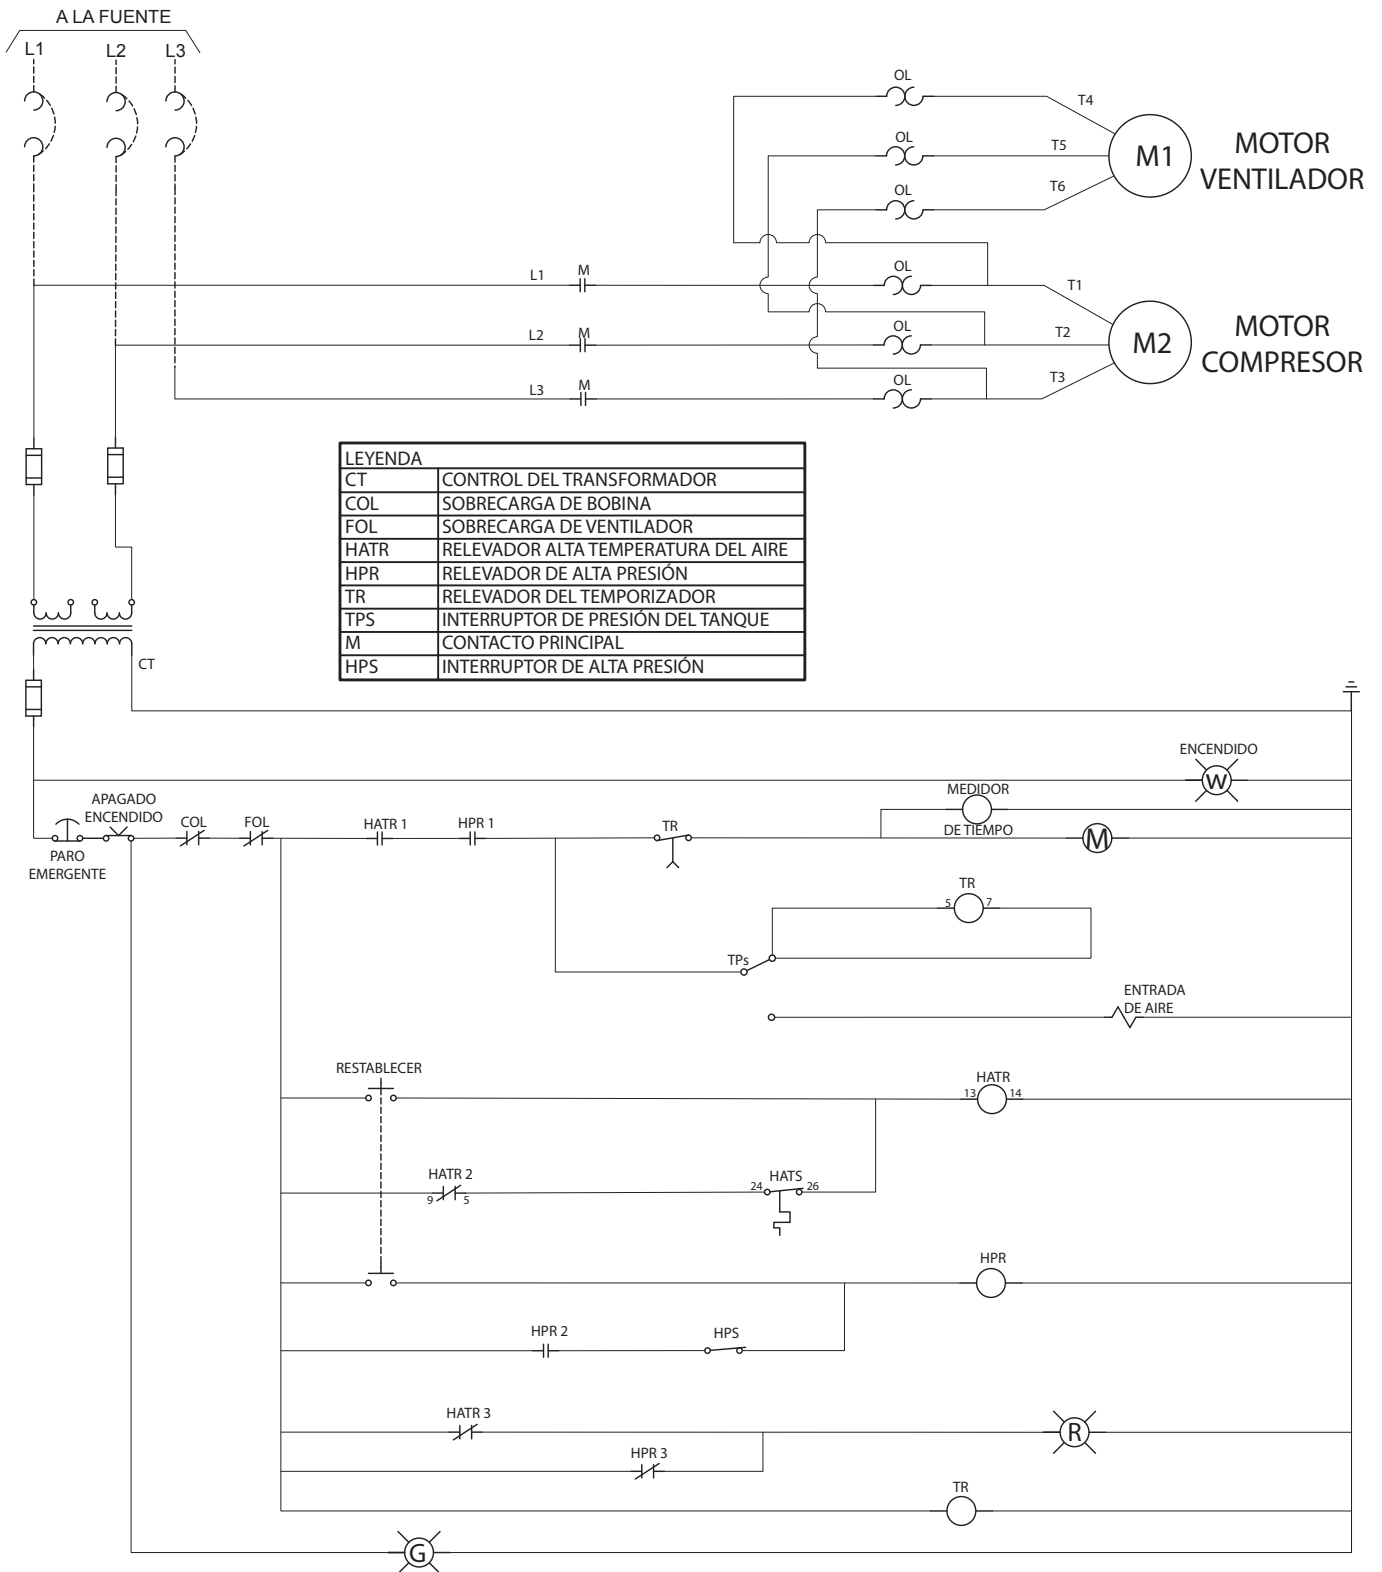 A LA FUENTE
L1 L2 L3
OL
T4
OL
T5
M1
MOTOR
VENTILADOR
OL
T6
L1 M
OL
T1
L2 M
OL
T2
M2
MOTOR
COMPRESOR
L3 M
OL
T3
LEYENDA
CT CONTROL DEL TRANSFORMADOR
COL SOBRECARGA DE BOBINA
FOL SOBRECARGA DE VENTILADOR
HATR RELEVADOR ALTA TEMPERATURA DEL AIRE
HPR RELEVADOR DE ALTA PRESIÓN
TR RELEVADOR DEL TEMPORIZADOR
TPS INTERRUPTOR DE PRESIÓN DEL TANQUE
M CONTACTO PRINCIPAL
HPS INTERRUPTOR DE ALTA PRESIÓN
CT
ENCENDIDO
W
MEDIDOR
DE TIEMPO
APAGADO
ENCENDIDO
COL FOL HATR 1 HPR 1 TR
M
PARO
EMERGENTE
TR
5 7
TPs
ENTRADA
DE AIRE
RESTABLECER
HATR
13 14
HATR 2
9 5
HATS
24 26
HPR
HPR 2 HPS
HATR 3
R
HPR 3
TR
G